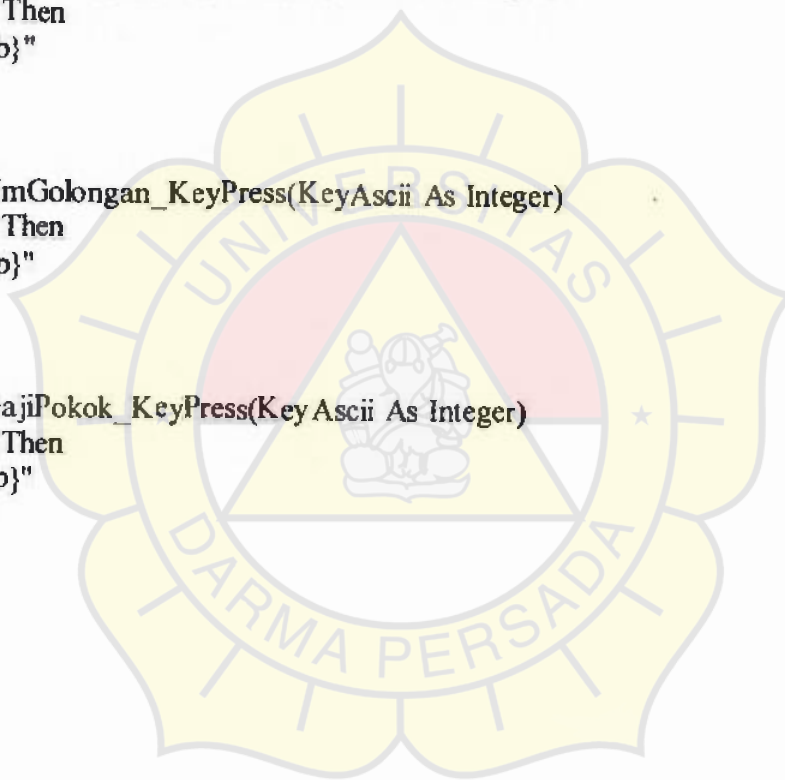 Then
b}"
mGolongan_KeyPress(KeyAscii As Integer)
Then
b}"
ajiPokok_KeyPress(KeyAscii As Integer)
Then
b}"
UNIVERSITAS
DARMA PERSADA